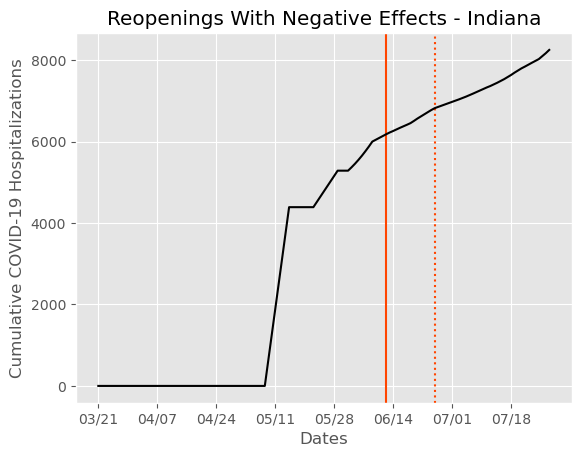 Reopenings With Negative Effects - Indiana
Cumulative COVID-19 Hospitalizations
8000
6000
4000
2000
0
03/21 04/07 04/24 05/11 05/28 06/14 07/01 07/18
Dates